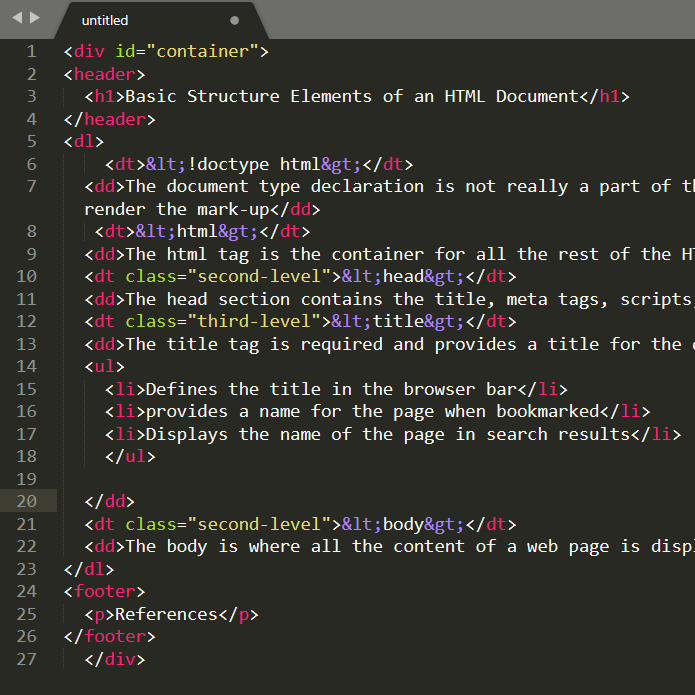 untitled
1 <div id="container">
2 <header>
3 <h1>Basic Structure Elements of an HTML Document</h1>
4 </header>
5 <dl>
6 <dt>&lt;!doctype html&gt;</dt>
7 <dd>The document type declaration is not really a part of
render the mark-up</dd>
8 <dt>&lt;html&gt;</dt>
9 <dd>The html tag is the container for all the rest of the
10 <dt class="second-level">&lt;head&gt;</dt>
11 <dd>The head section contains the title, meta tags, scripts,
12 <dt class="third-level">&lt;title&gt;</dt>
13 <dd>The title tag is required and provides a title for the
14 <ul>
15 <li>Defines the title in the browser bar</li>
16 <li>provides a name for the page when bookmarked</li>
17 <li>Displays the name of the page in search results</li>
18 </ul>
19
20 </dd>
21 <dt class="second-level">&lt;body&gt;</dt>
22 <dd>The body is where all the content of a web page is
23 </dl>
24 <footer>
25 <p>References</p>
26 </footer>
27 </div>